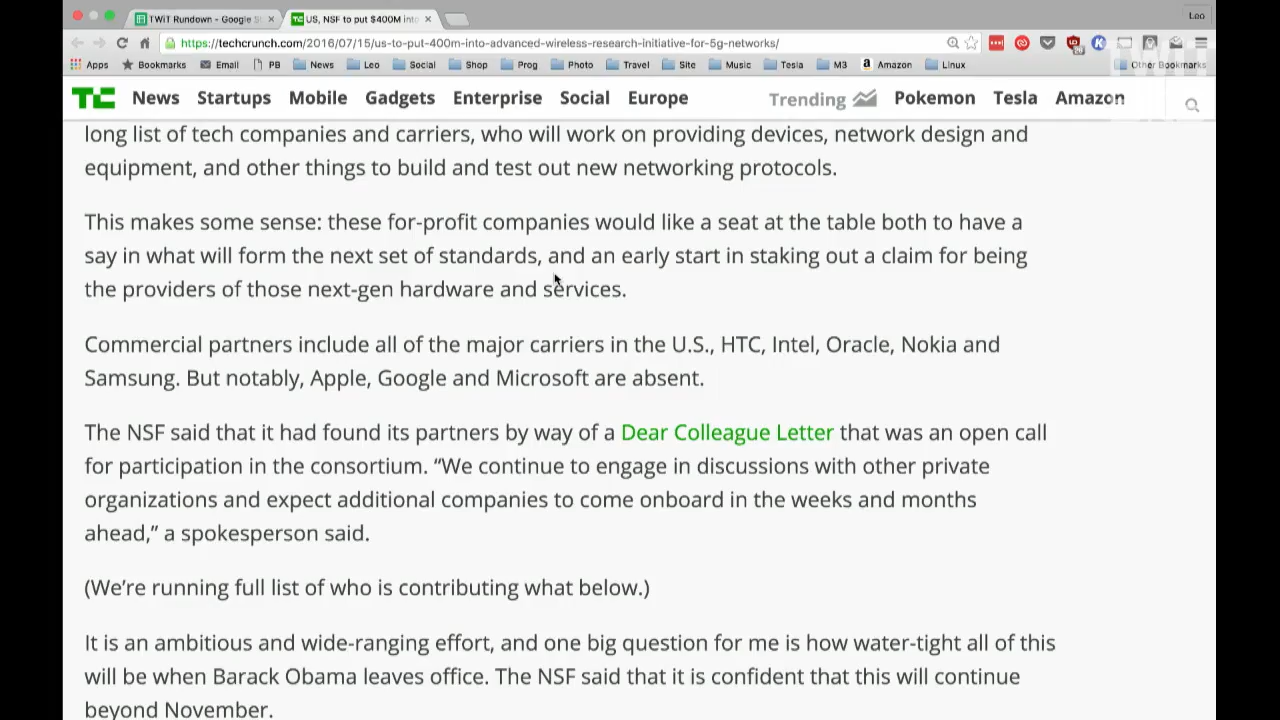 TWiT Rundown - Google S
US, NSF to put $400M into
Leo
https://techcrunch.com/2016/07/15/us-to-put-400m-into-advanced-wireless-research-initiative-for-5g-networks/
Apps Bookmarks Email PB News Leo Social Shop Prog Photo Travel Site Music Tesla M3 Amazon Linux Other Bookmarks
TC News Startups Mobile Gadgets Enterprise Social Europe Trending Pokemon Tesla Amazon
long list of tech companies and carriers, who will work on providing devices, network design and
equipment, and other things to build and test out new networking protocols.
This makes some sense: these for-profit companies would like a seat at the table both to have a
say in what will form the next set of standards, and an early start in staking out a claim for being
the providers of those next-gen hardware and services.
Commercial partners include all of the major carriers in the U.S., HTC, Intel, Oracle, Nokia and
Samsung. But notably, Apple, Google and Microsoft are absent.
The NSF said that it had found its partners by way of a Dear Colleague Letter that was an open call
for participation in the consortium. “We continue to engage in discussions with other private
organizations and expect additional companies to come onboard in the weeks and months
ahead,” a spokesperson said.
(We’re running full list of who is contributing what below.)
It is an ambitious and wide-ranging effort, and one big question for me is how water-tight all of this
will be when Barack Obama leaves office. The NSF said that it is confident that this will continue
beyond November.